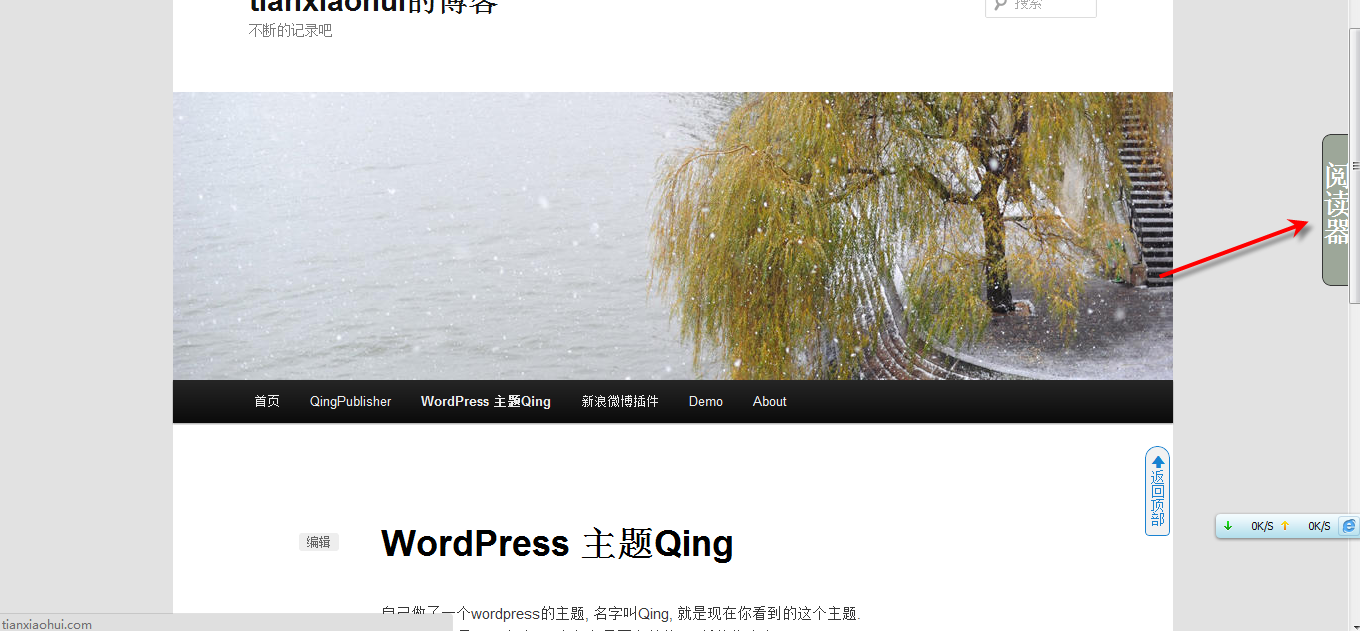 tianxiaohui的博客
搜索
不断的记录吧
阅读器
首页 QingPublisher WordPress 主题Qing 新浪微博插件 Demo About
返回顶部
0K/S 0K/S
编辑
WordPress 主题Qing
自己做了一个wordpress的主题, 名字叫Qing, 就是现在你看到的这个主题.
tianxiaohui.com